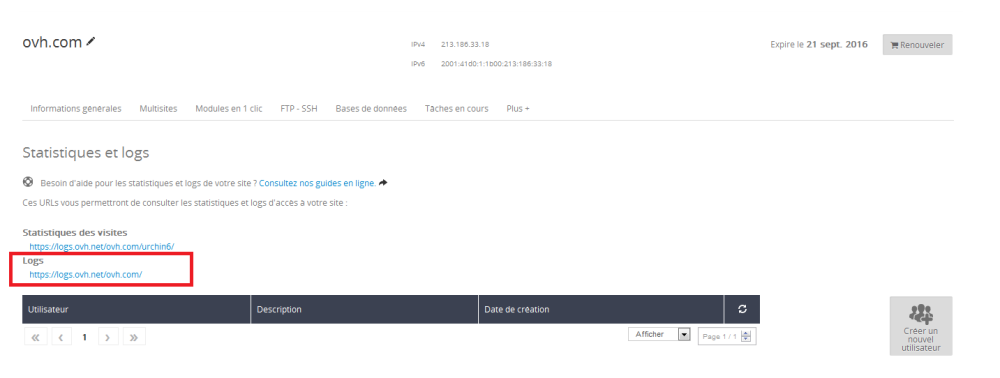 ovh.com
IPv4 213.186.33.18
IPv6 2001:41d0:1:1b00:213:186:33:18
Expire le 21 sept. 2016
Renouveler
Informations générales Multisites Modules en 1 clic FTP - SSH Bases de données Tâches en cours Plus +
Statistiques et logs
Besoin d'aide pour les statistiques et logs de votre site ? Consultez nos guides en ligne.
Ces URLs vous permettront de consulter les statistiques et logs d'accès à votre site :
Statistiques des visites
https://logs.ovh.net/ovh.com/urchin6/
Logs
https://logs.ovh.net/ovh.com/
Utilisateur Description Date de création
« ‹ 1 › »
Afficher
Page 1 / 1
Créer un
nouvel
utilisateur